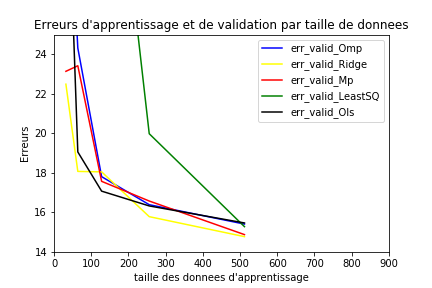 Erreurs d'apprentissage et de validation par taille de donnees
24
22
20
18
16
14
Erreurs
err_valid_Omp
err_valid_Ridge
err_valid_Mp
err_valid_LeastSQ
err_valid_Ols
0 100 200 300 400 500 600 700 800 900
taille des donnees d'apprentissage